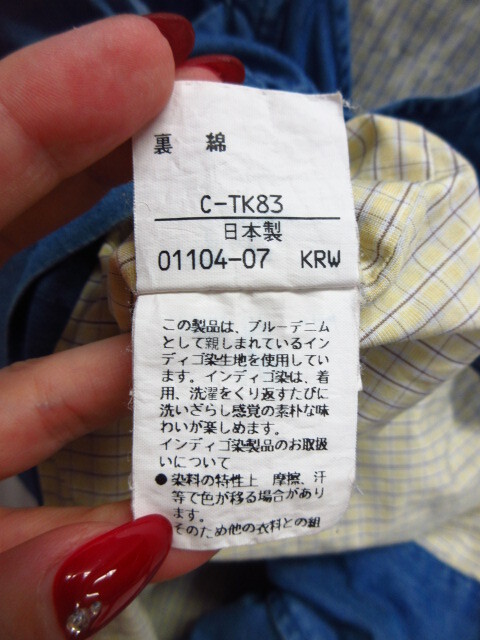 裏 綿
C-TK83
日本製
01104-07 KRW
この製品は、ブルーデニム
として親しまれているイン
ディゴ染生地を使用してい
ます。インディゴ染は、着
用、洗濯をくり返すたびに
洗いざらし感覚の素朴な味
わいが楽しめます。
インディゴ染製品のお取扱
いについて
●染料の特性上 摩擦、汗
等で色が移る場合があり
ます。
そのため他の衣料との組